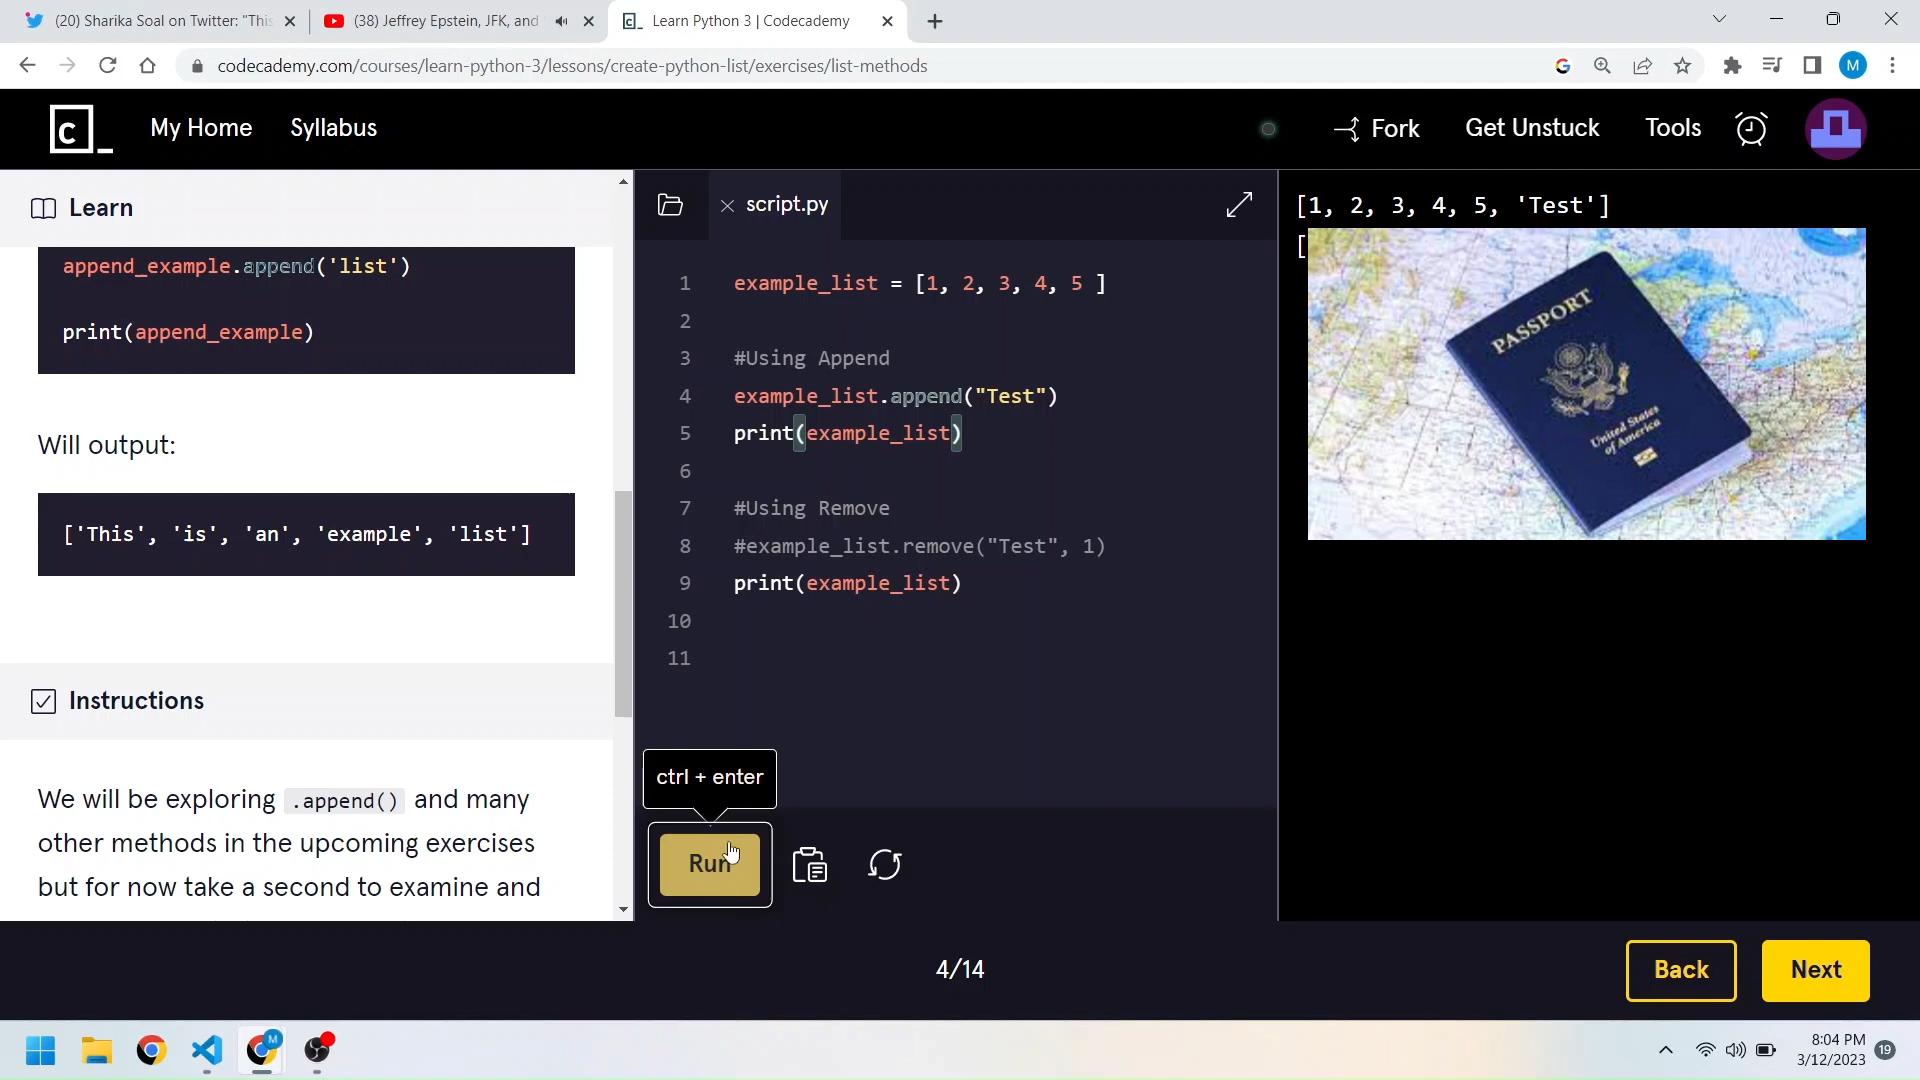 (20) Sharika Soal on Twitter: "This
(38) Jeffrey Epstein, JFK, and
Learn Python 3 | Codecademy
codecademy.com/courses/learn-python-3/lessons/create-python-list/exercises/list-methods
M
c
My Home
Syllabus
Fork
Get Unstuck
Tools
Learn
append_example.append('list')
print(append_example)
Will output:
['This', 'is', 'an', 'example', 'list']
Instructions
We will be exploring .append() and many
other methods in the upcoming exercises
but for now take a second to examine and
script.py
1 example_list = [1, 2, 3, 4, 5 ]
2
3 #Using Append
4 example_list.append("Test")
5 print(example_list)
6
7 #Using Remove
8 #example_list.remove("Test", 1)
9 print(example_list)
10
11
ctrl + enter
Run
[1, 2, 3, 4, 5, 'Test']
[
PASSPORT
United States
of America
4/14
Back
Next
M
8:04 PM
3/12/2023
19